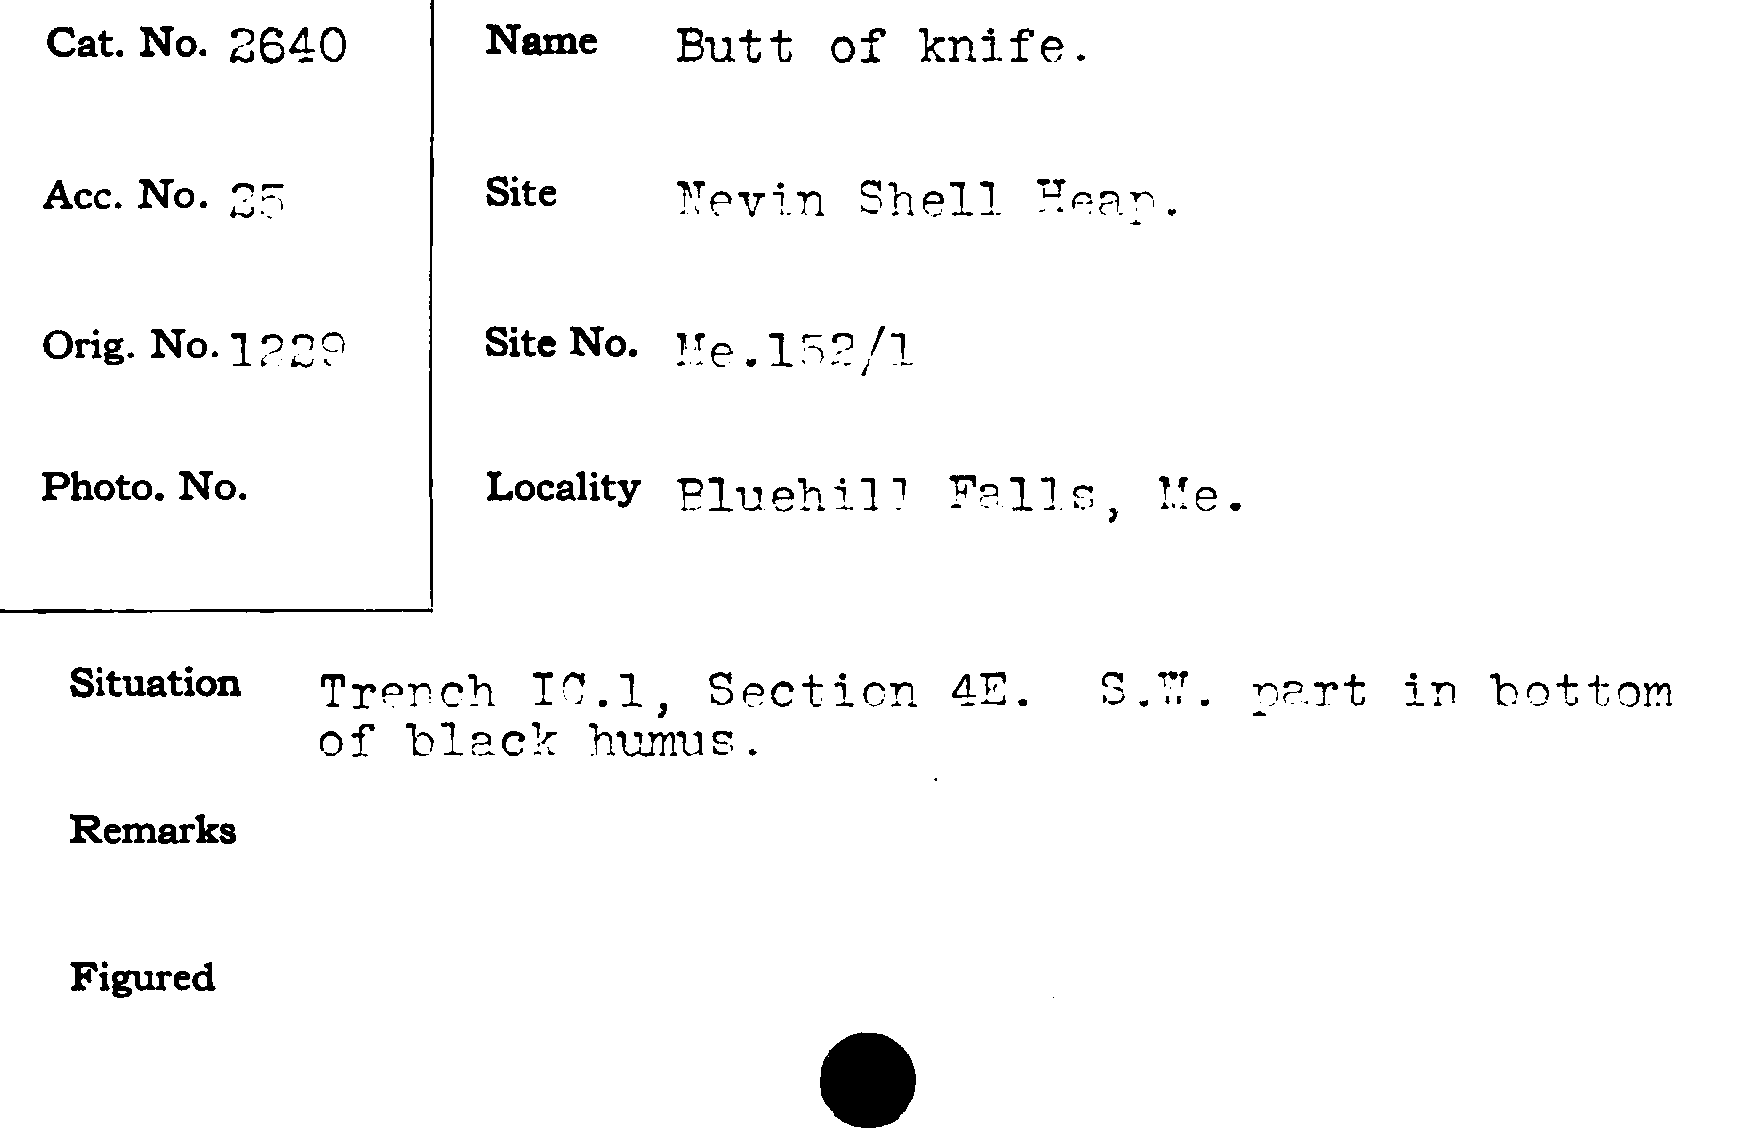 Cat. No. 2640
Name Butt of knife.
Acc. No. 25
Site Nevin Shell Heap.
Orig. No. 1229
Site No. Me.152/1
Photo. No.
Locality Bluehill Falls, Me.
Situation Trench IC.1, Section 4E. S.W. part in bottom
of black humus.
Remarks
Figured